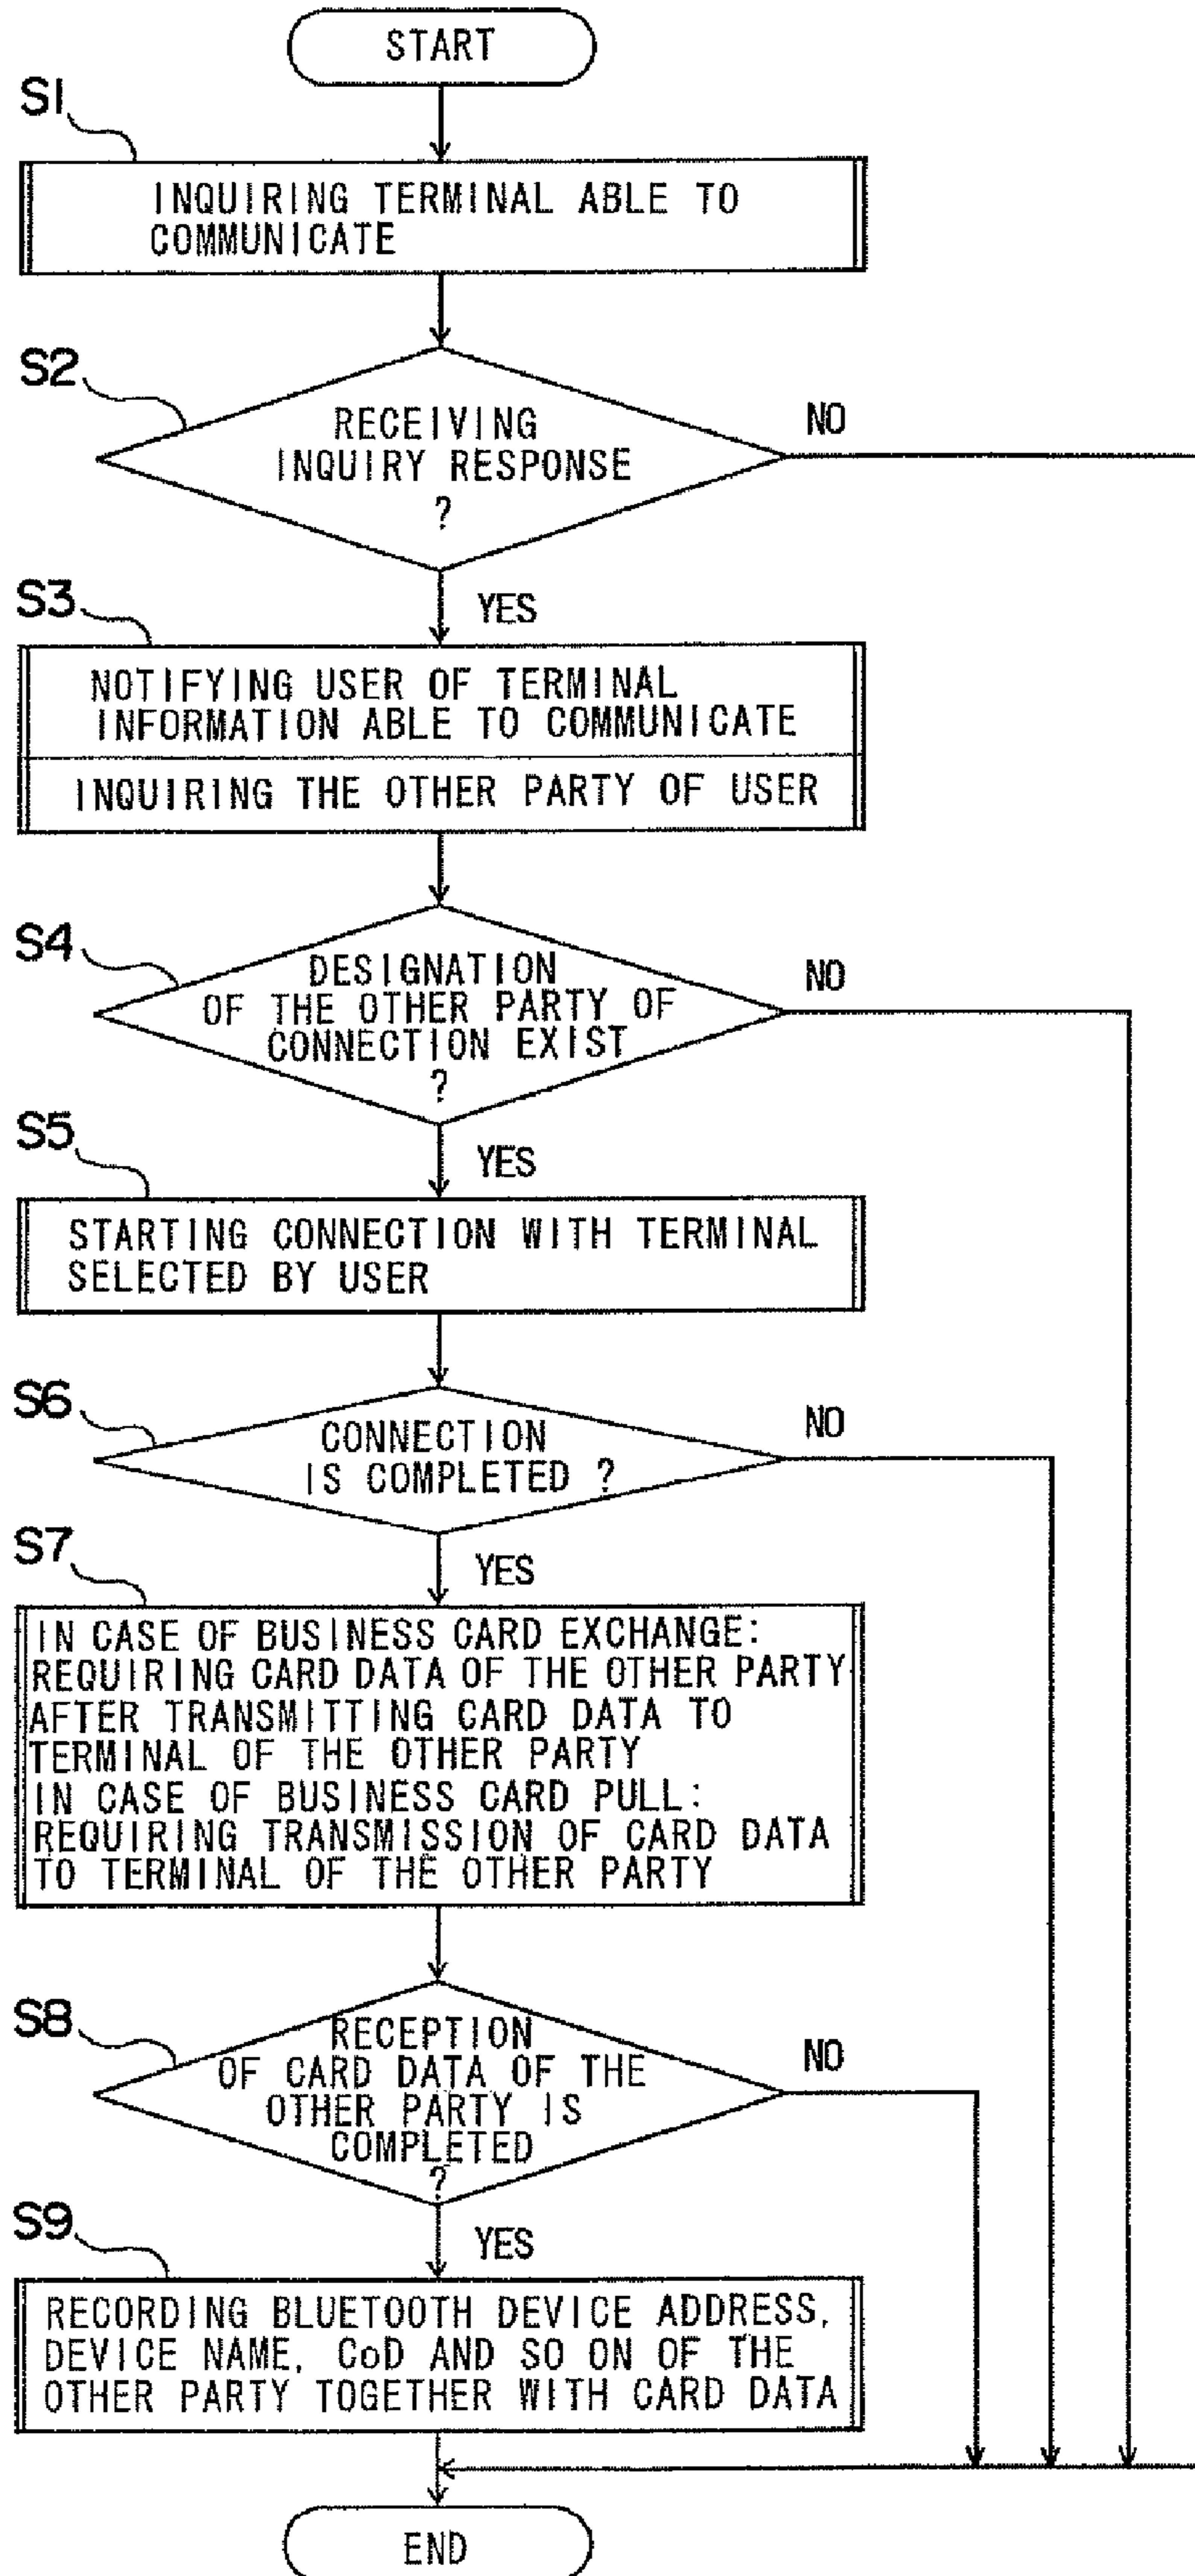 START
S1
INQUIRING TERMINAL ABLE TO
COMMUNICATE
S2
RECEIVING
INQUIRY RESPONSE
?
NO
YES
S3
NOTIFYING USER OF TERMINAL
INFORMATION ABLE TO COMMUNICATE
INQUIRING THE OTHER PARTY OF USER
S4
DESIGNATION
OF THE OTHER PARTY OF
CONNECTION EXIST
?
NO
YES
S5
STARTING CONNECTION WITH TERMINAL
SELECTED BY USER
S6
CONNECTION
IS COMPLETED ?
NO
YES
S7
IN CASE OF BUSINESS CARD EXCHANGE:
REQUIRING CARD DATA OF THE OTHER PARTY
AFTER TRANSMITTING CARD DATA TO
TERMINAL OF THE OTHER PARTY
IN CASE OF BUSINESS CARD PULL:
REQUIRING TRANSMISSION OF CARD DATA
TO TERMINAL OF THE OTHER PARTY
S8
RECEPTION
OF CARD DATA OF THE
OTHER PARTY IS
COMPLETED
?
NO
YES
S9
RECORDING BLUETOOTH DEVICE ADDRESS,
DEVICE NAME, CoD AND SO ON OF THE
OTHER PARTY TOGETHER WITH CARD DATA
END